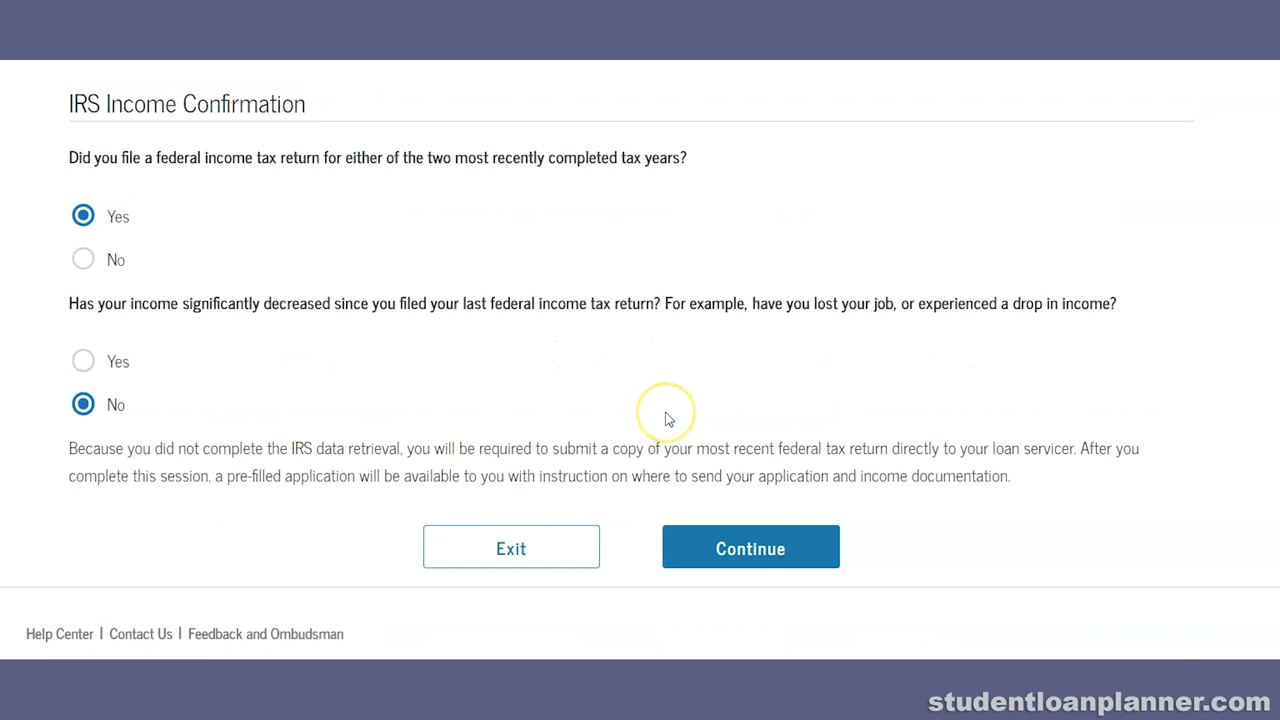 IRS Income Confirmation
Did you file a federal income tax return for either of the two most recently completed tax years?
Yes
No
Has your income significantly decreased since you filed your last federal income tax return? For example, have you lost your job, or experienced a drop in income?
Yes
No
Because you did not complete the IRS data retrieval, you will be required to submit a copy of your most recent federal tax return directly to your loan servicer. After you
complete this session, a pre-filled application will be available to you with instruction on where to send your application and income documentation.
Exit
Continue
Help Center | Contact Us | Feedback and Ombudsman
studentloanplanner.com